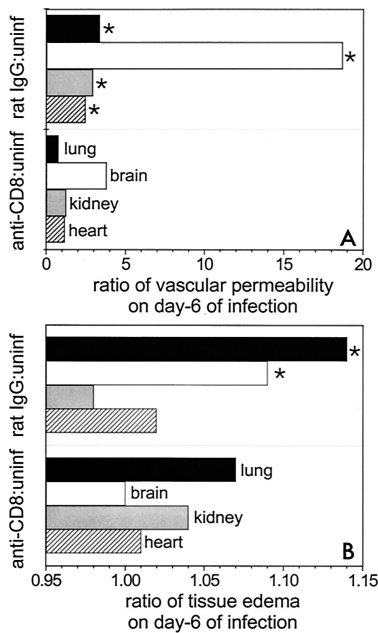 rat IgG:uninf
*
*
*
*
anti-CD8:uninf
lung
brain
kidney
heart
A
0 5 10 15 20
ratio of vascular permeability
on day-6 of infection
rat IgG:uninf
*
*
anti-CD8:uninf
lung
brain
kidney
heart
B
0.95 1.00 1.05 1.10 1.15
ratio of tissue edema
on day-6 of infection